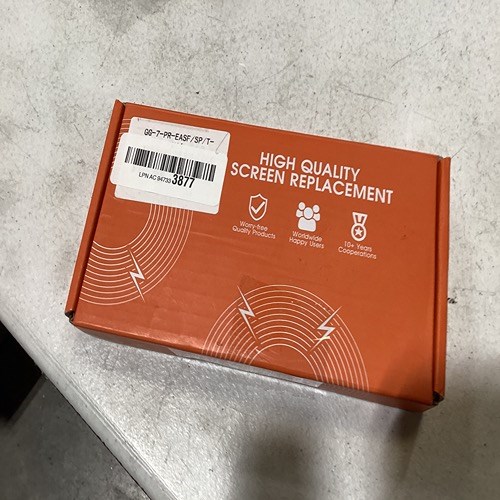 GG-7-PR-EASF/SP/T-
LPN AC 94733 3877
HIGH QUALITY
SCREEN REPLACEMENT
Worry-free
Quality Products
Worldwide
Happy Users
10+ Years
Cooperations